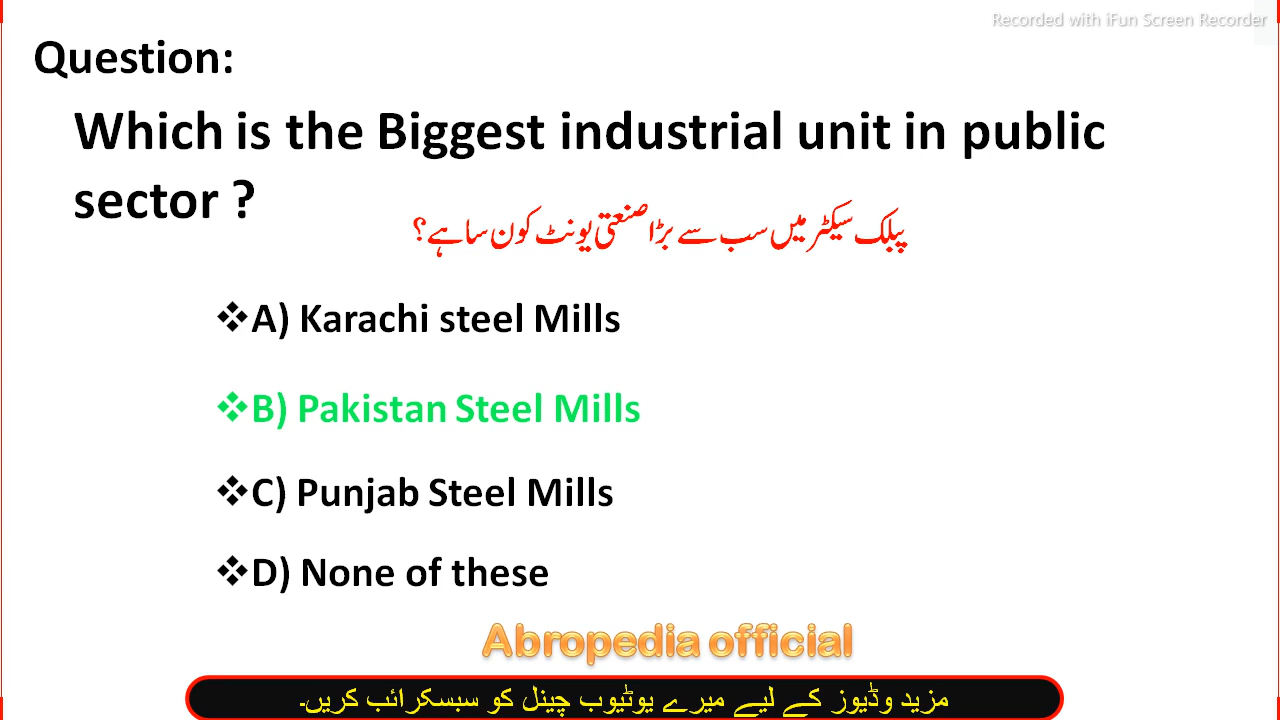 Recorded with iFun Screen Recorder
Question:
Which is the Biggest industrial unit in public
sector ?
پبلک سیکٹر میں سب سے بڑا صنعتی یونٹ کون سا ہے؟
❖A) Karachi steel Mills
❖B) Pakistan Steel Mills
❖C) Punjab Steel Mills
❖D) None of these
Abropedia official
مزید وڈیوز کے لیے میرے یوٹیوب چینل کو سبسکرائب کریں۔